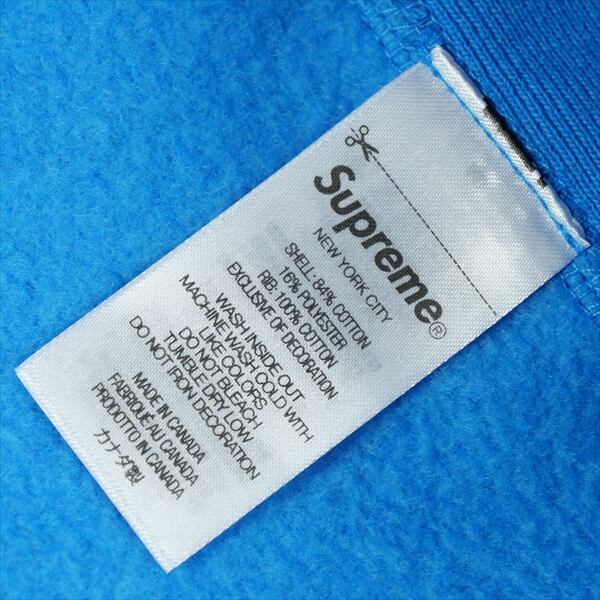 Supreme®
NEW YORK CITY
SHELL: 84% COTTON
16% POLYESTER
RIB: 100% COTTON
EXCLUSIVE OF DECORATION
WASH INSIDE OUT
MACHINE WASH COLD WITH
LIKE COLORS
DO NOT BLEACH
TUMBLE DRY LOW
DO NOT IRON DECORATION
MADE IN CANADA
FABRIQUÉ AU CANADA
PRODOTTO IN CANADA
カナダ製